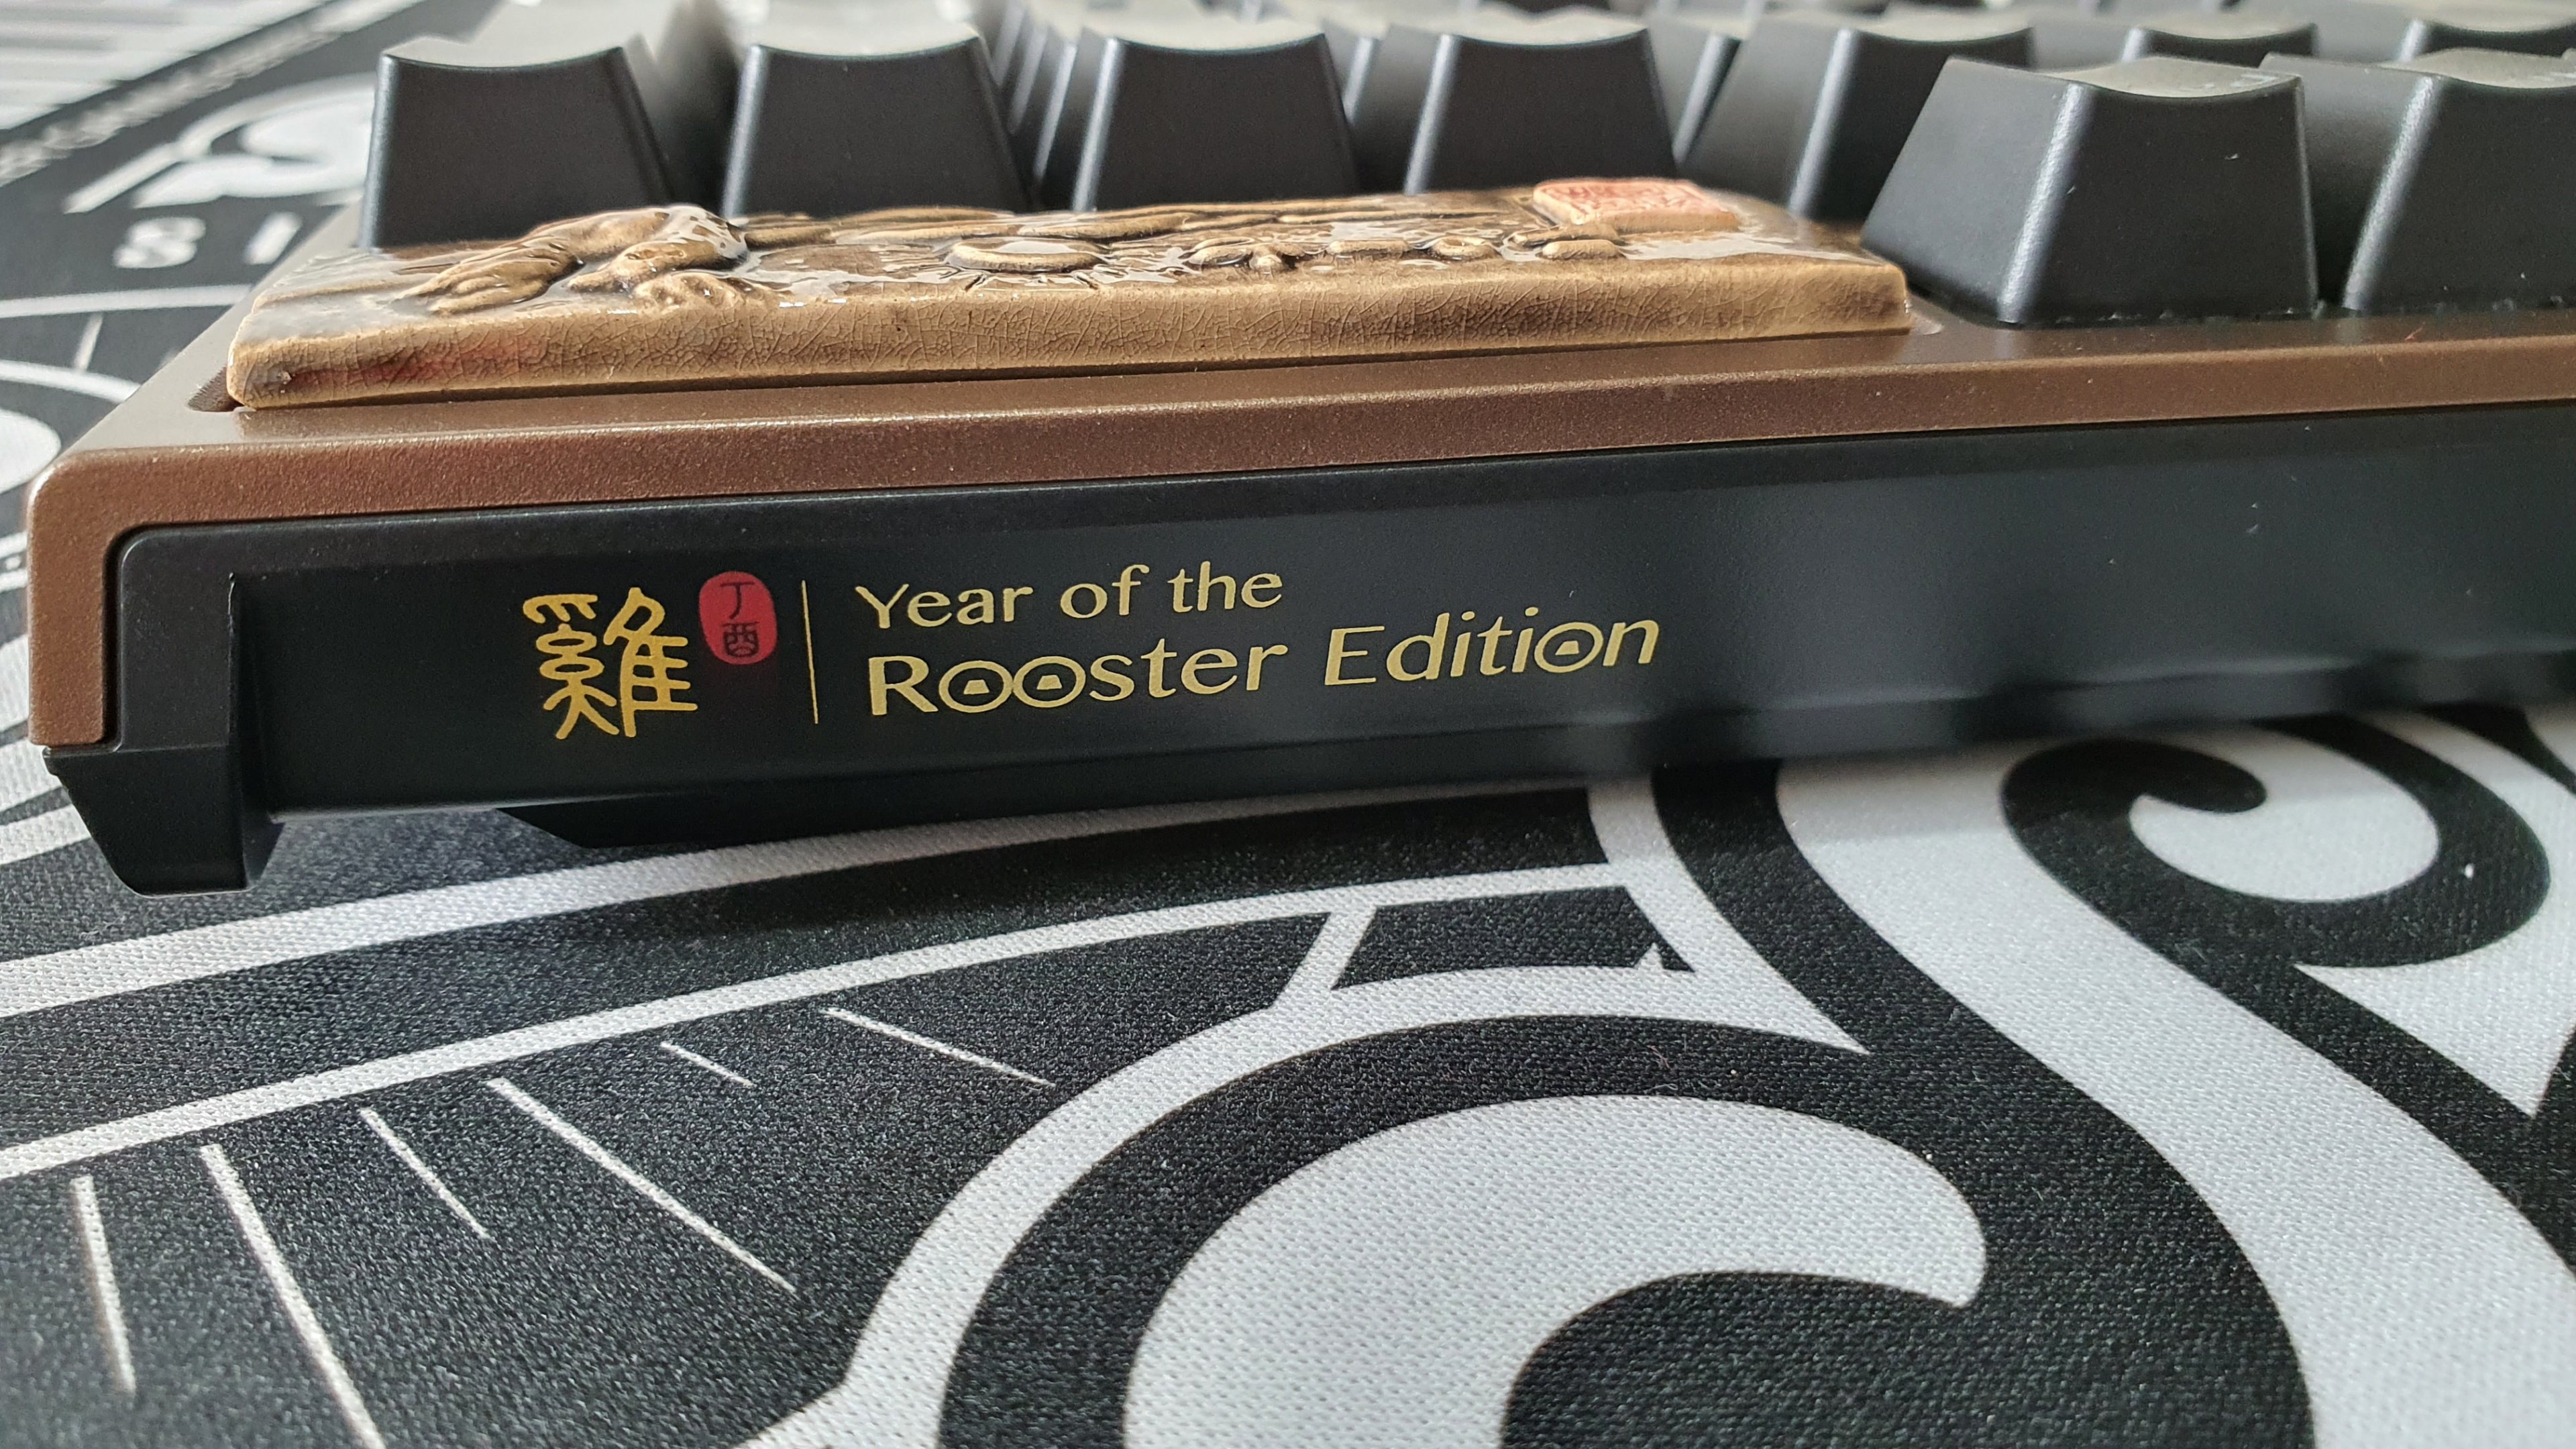 雞
丁酉
Year of the
Rooster Edition